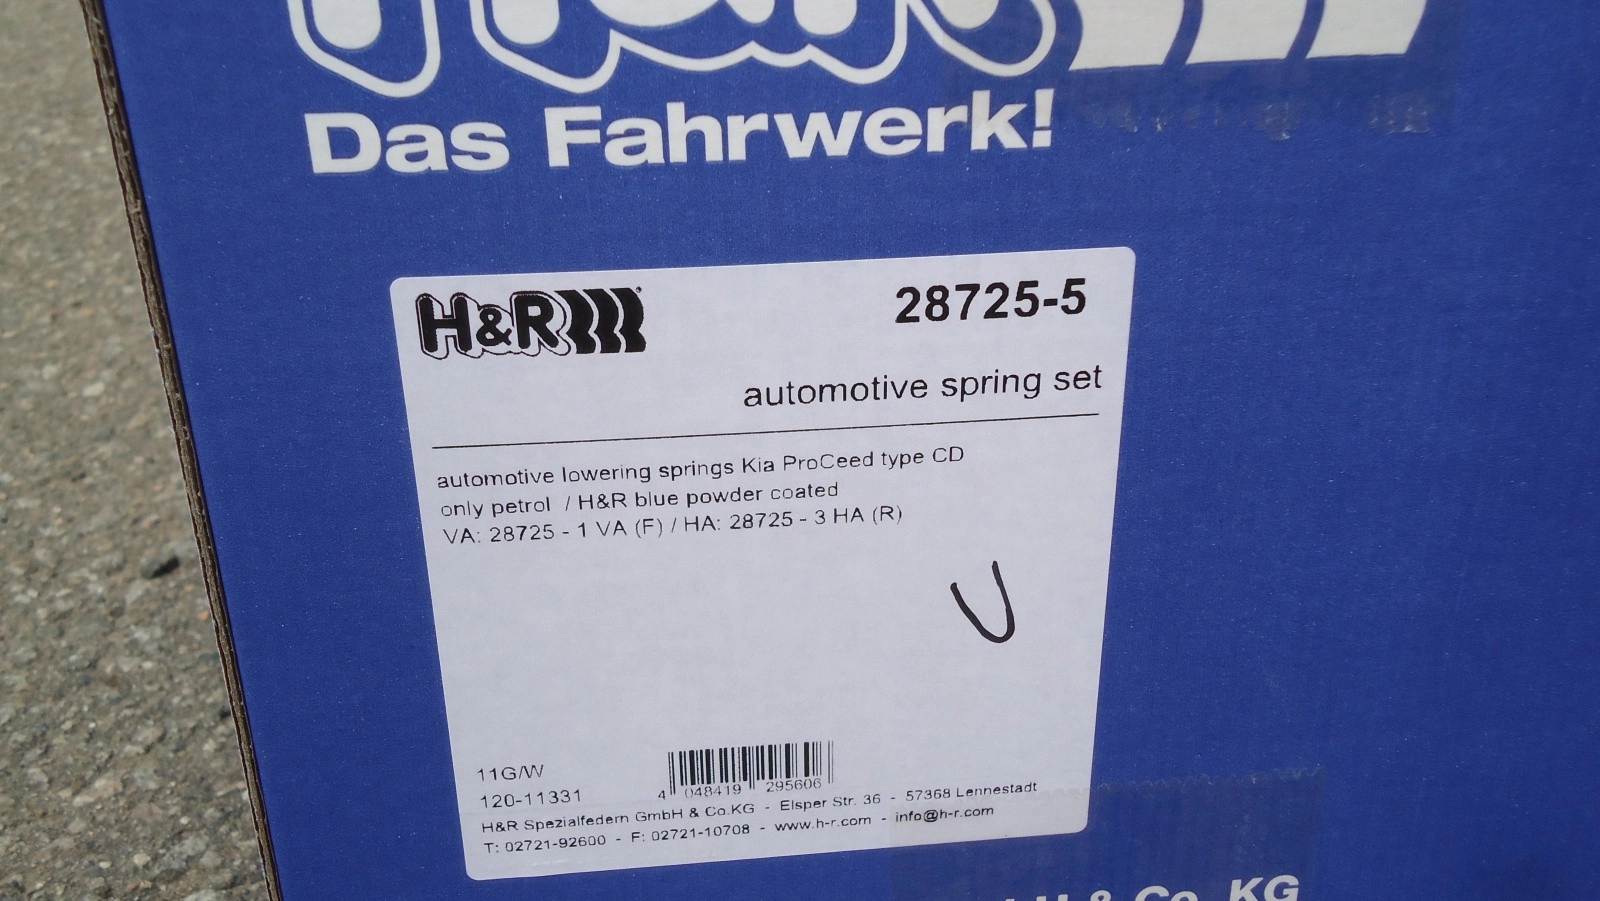 H&R
Das Fahrwerk!
H&R
28725-5
automotive spring set
automotive lowering springs Kia ProCeed type CD
only petrol / H&R blue powder coated
VA: 28725 - 1 VA (F) / HA: 28725 - 3 HA (R)
U
11G/W
120-11331
4 048419 295606
H&R Spezialfedern GmbH & Co.KG - Elsper Str. 36 - 57368 Lennestadt
T: 02721-92600 - F: 02721-10708 - www.h-r.com - info@h-r.com
& Co. KG